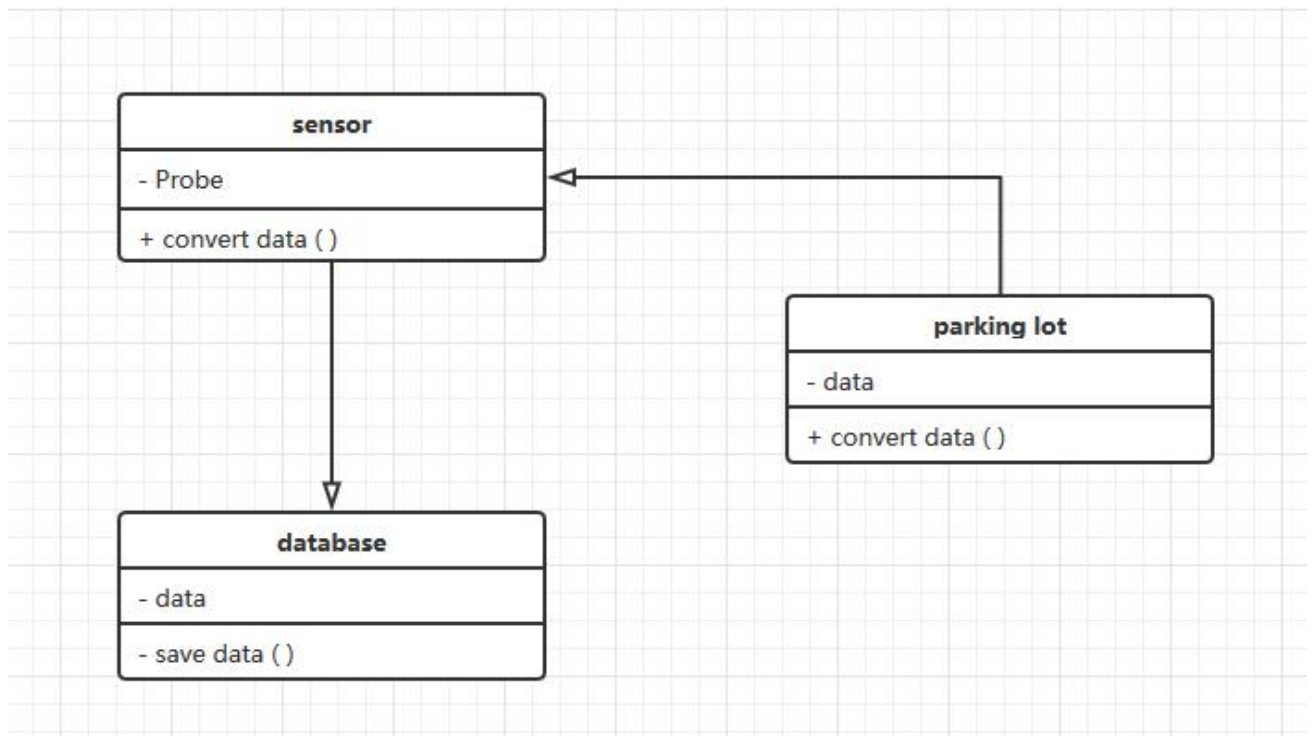 sensor
- Probe
+ convert data ( )
parking lot
- data
+ convert data ( )
database
- data
- save data ( )